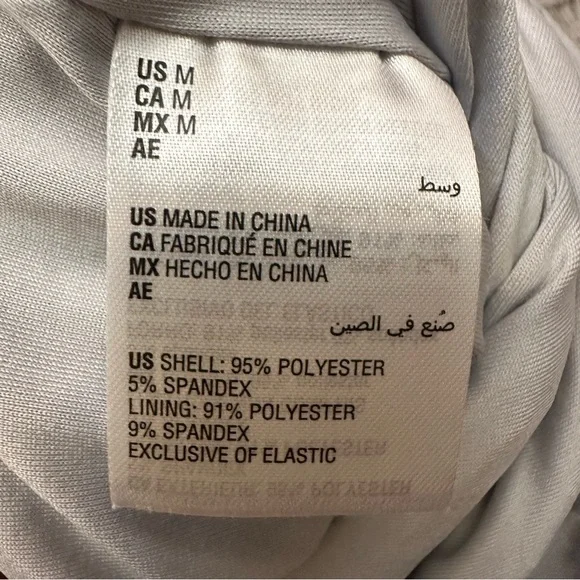 US M
CA M
MX M
AE
وسط
US MADE IN CHINA
CA FABRIQUÉ EN CHINE
MX HECHO EN CHINA
AE
صُنع في الصين
US SHELL: 95% POLYESTER
5% SPANDEX
LINING: 91% POLYESTER
9% SPANDEX
EXCLUSIVE OF ELASTIC